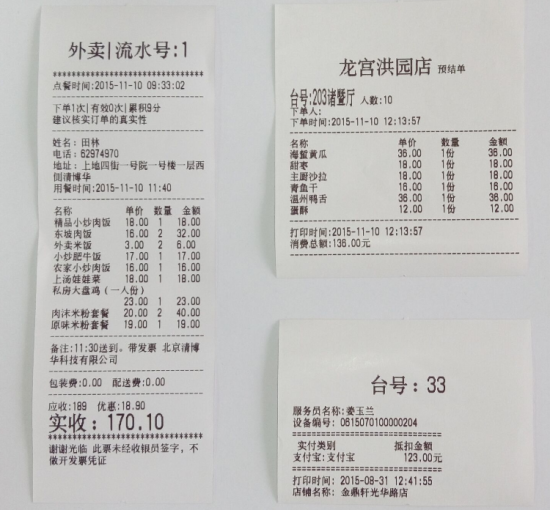 外卖|流水号:1
点餐时间:2015-11-10 09:33:02
下单1次|有效0次|累积9分
建议核实订单的真实性
姓名: 田林
电话: 62974970
地址: 上地四街一号院一号楼一层西
侧清博华
用餐时间:2015-11-10 11:40
名称 单价 数量 金额
精品小炒肉饭 18.00 1 18.00
东坡肉饭 16.00 2 32.00
外卖米饭 3.00 2 6.00
小炒肥牛饭 17.00 1 17.00
农家小炒肉饭 16.00 1 16.00
上汤娃娃菜 18.00 1 18.00
私房大盘鸡（一人份）
23.00 1 23.00
肉沫米粉套餐 20.00 2 40.00
原味米粉套餐 19.00 1 19.00
备注:11:30送到。带发票 北京清博
华科技有限公司
包装费:0.00 配送费:0.00
应收:189 优惠:18.90
实收:170.10
谢谢光临 此票未经收银员签字，不
做开发票凭证
龙宫洪园店 预结单
台号:203诸暨厅 人数:10
下单人:
下单时间:2015-11-10 12:13:57
名称 单价 数量 金额
海蜇黄瓜 36.00 1份 36.00
甜枣 18.00 1份 18.00
主厨沙拉 16.00 1份 16.00
青鱼干 18.00 1份 18.00
温州鸭舌 36.00 1份 36.00
蛋酥 12.00 1份 12.00
打印时间:2015-11-10 12:13:57
消费总额:136.00元
台号: 33
服务员名称:娄玉兰
设备编号: 0615070100000204
实付类别 抵扣金额
支付宝:支付宝 123.00元
打印时间: 2015-08-31 12:41:55
店铺名称: 金鼎轩光华路店